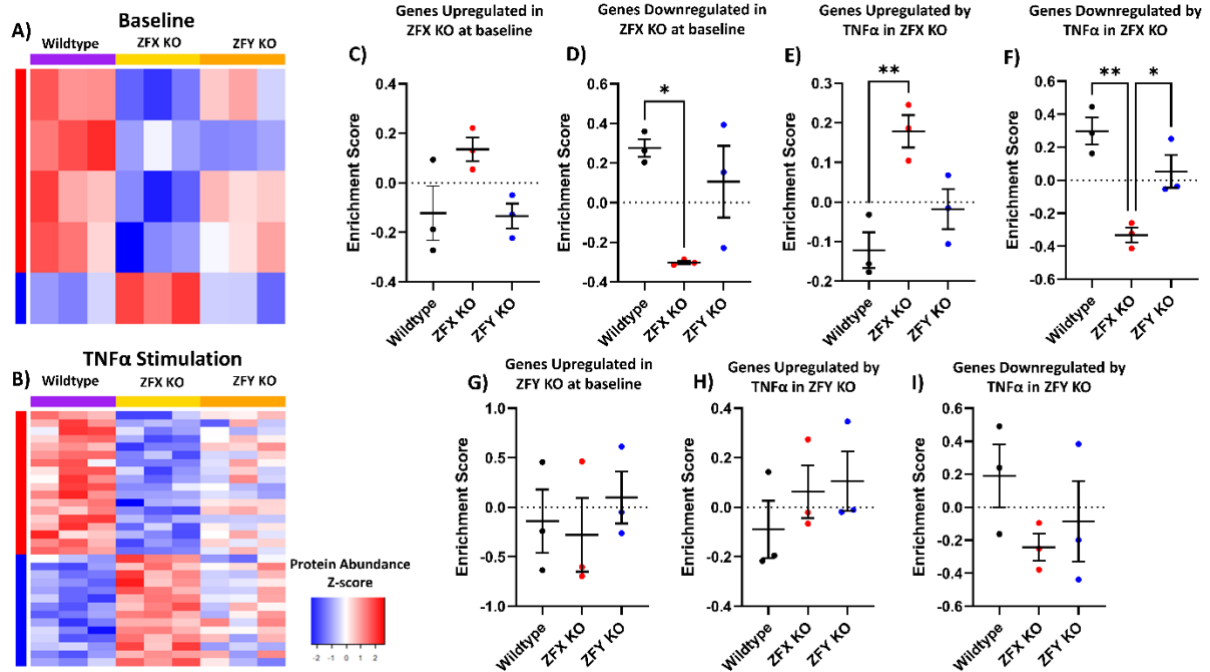 Baseline
A)
Wildtype
ZFX KO
ZFY KO
TNFα Stimulation
B)
Wildtype
ZFX KO
ZFY KO
Protein Abundance
Z-score
-2 -1 0 1 2
Genes Upregulated in
ZFX KO at baseline
C)
Enrichment Score
0.4
0.2
0.0
-0.2
-0.4
Wildtype
ZFX KO
ZFY KO
Genes Downregulated in
ZFX KO at baseline
D)
Enrichment Score
0.6
0.4
0.2
0.0
-0.2
-0.4
*
Wildtype
ZFX KO
ZFY KO
Genes Upregulated by
TNFα in ZFX KO
E)
Enrichment Score
0.3
0.2
0.1
0.0
-0.1
-0.2
**
Wildtype
ZFX KO
ZFY KO
Genes Downregulated by
TNFα in ZFX KO
F)
Enrichment Score
0.6
0.4
0.2
0.0
-0.2
-0.4
-0.6
**
*
Wildtype
ZFX KO
ZFY KO
Genes Upregulated in
ZFY KO at baseline
G)
Enrichment Score
1.0
0.5
0.0
-0.5
-1.0
Wildtype
ZFX KO
ZFY KO
Genes Upregulated by
TNFα in ZFY KO
H)
Enrichment Score
0.4
0.2
0.0
-0.2
-0.4
Wildtype
ZFX KO
ZFY KO
Genes Downregulated by
TNFα in ZFY KO
I)
Enrichment Score
0.6
0.4
0.2
0.0
-0.2
-0.4
-0.6
Wildtype
ZFX KO
ZFY KO